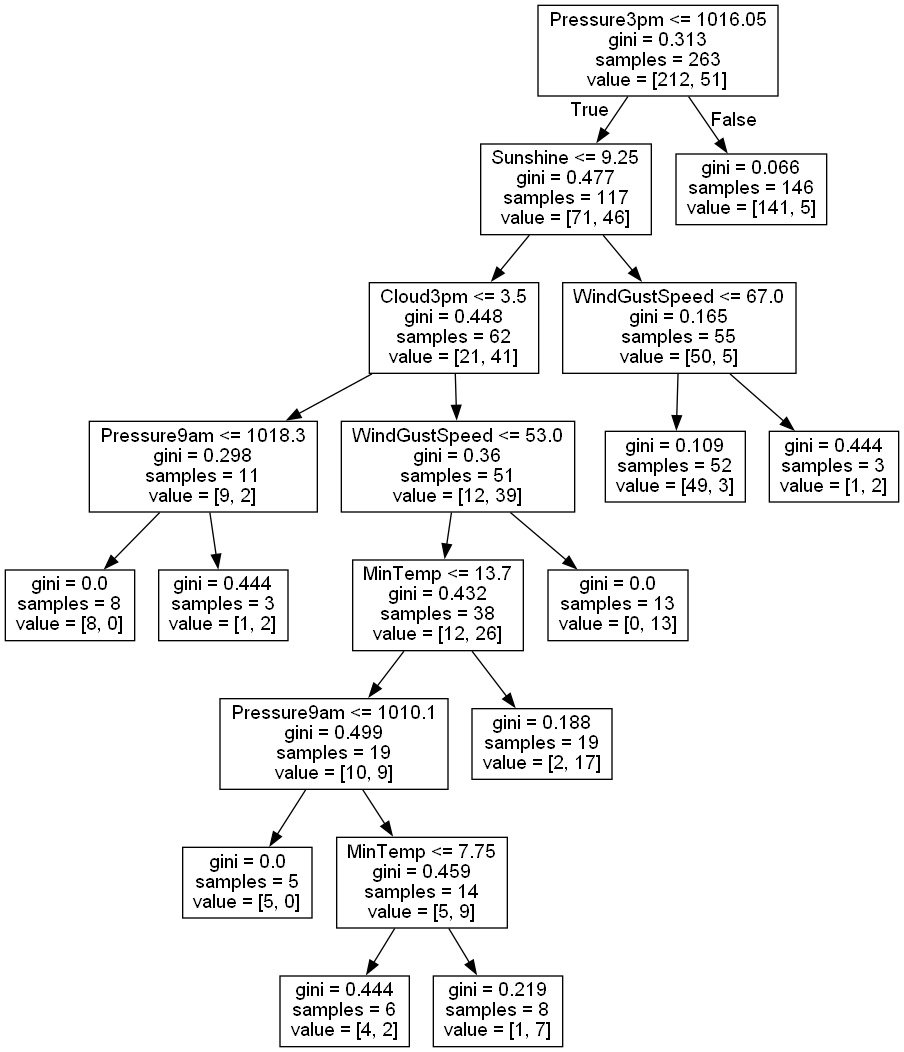 Pressure3pm <= 1016.05
gini = 0.313
samples = 263
value = [212, 51]
True
False
Sunshine <= 9.25
gini = 0.477
samples = 117
value = [71, 46]
gini = 0.066
samples = 146
value = [141, 5]
Cloud3pm <= 3.5
gini = 0.448
samples = 62
value = [21, 41]
WindGustSpeed <= 67.0
gini = 0.165
samples = 55
value = [50, 5]
Pressure9am <= 1018.3
gini = 0.298
samples = 11
value = [9, 2]
WindGustSpeed <= 53.0
gini = 0.36
samples = 51
value = [12, 39]
gini = 0.109
samples = 52
value = [49, 3]
gini = 0.444
samples = 3
value = [1, 2]
gini = 0.0
samples = 8
value = [8, 0]
gini = 0.444
samples = 3
value = [1, 2]
MinTemp <= 13.7
gini = 0.432
samples = 38
value = [12, 26]
gini = 0.0
samples = 13
value = [0, 13]
Pressure9am <= 1010.1
gini = 0.499
samples = 19
value = [10, 9]
gini = 0.188
samples = 19
value = [2, 17]
gini = 0.0
samples = 5
value = [5, 0]
MinTemp <= 7.75
gini = 0.459
samples = 14
value = [5, 9]
gini = 0.444
samples = 6
value = [4, 2]
gini = 0.219
samples = 8
value = [1, 7]